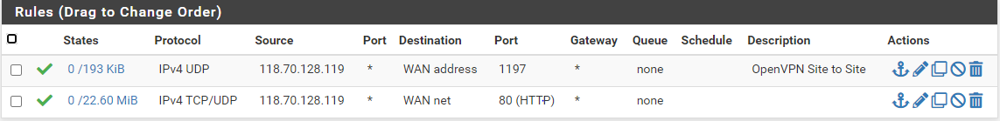 Rules (Drag to Change Order)
States Protocol Source Port Destination Port Gateway Queue Schedule Description Actions
0 /193 KiB IPv4 UDP 118.70.128.119 * WAN address 1197 * none OpenVPN Site to Site
0 /22.60 MiB IPv4 TCP/UDP 118.70.128.119 * WAN net 80 (HTTP) * none